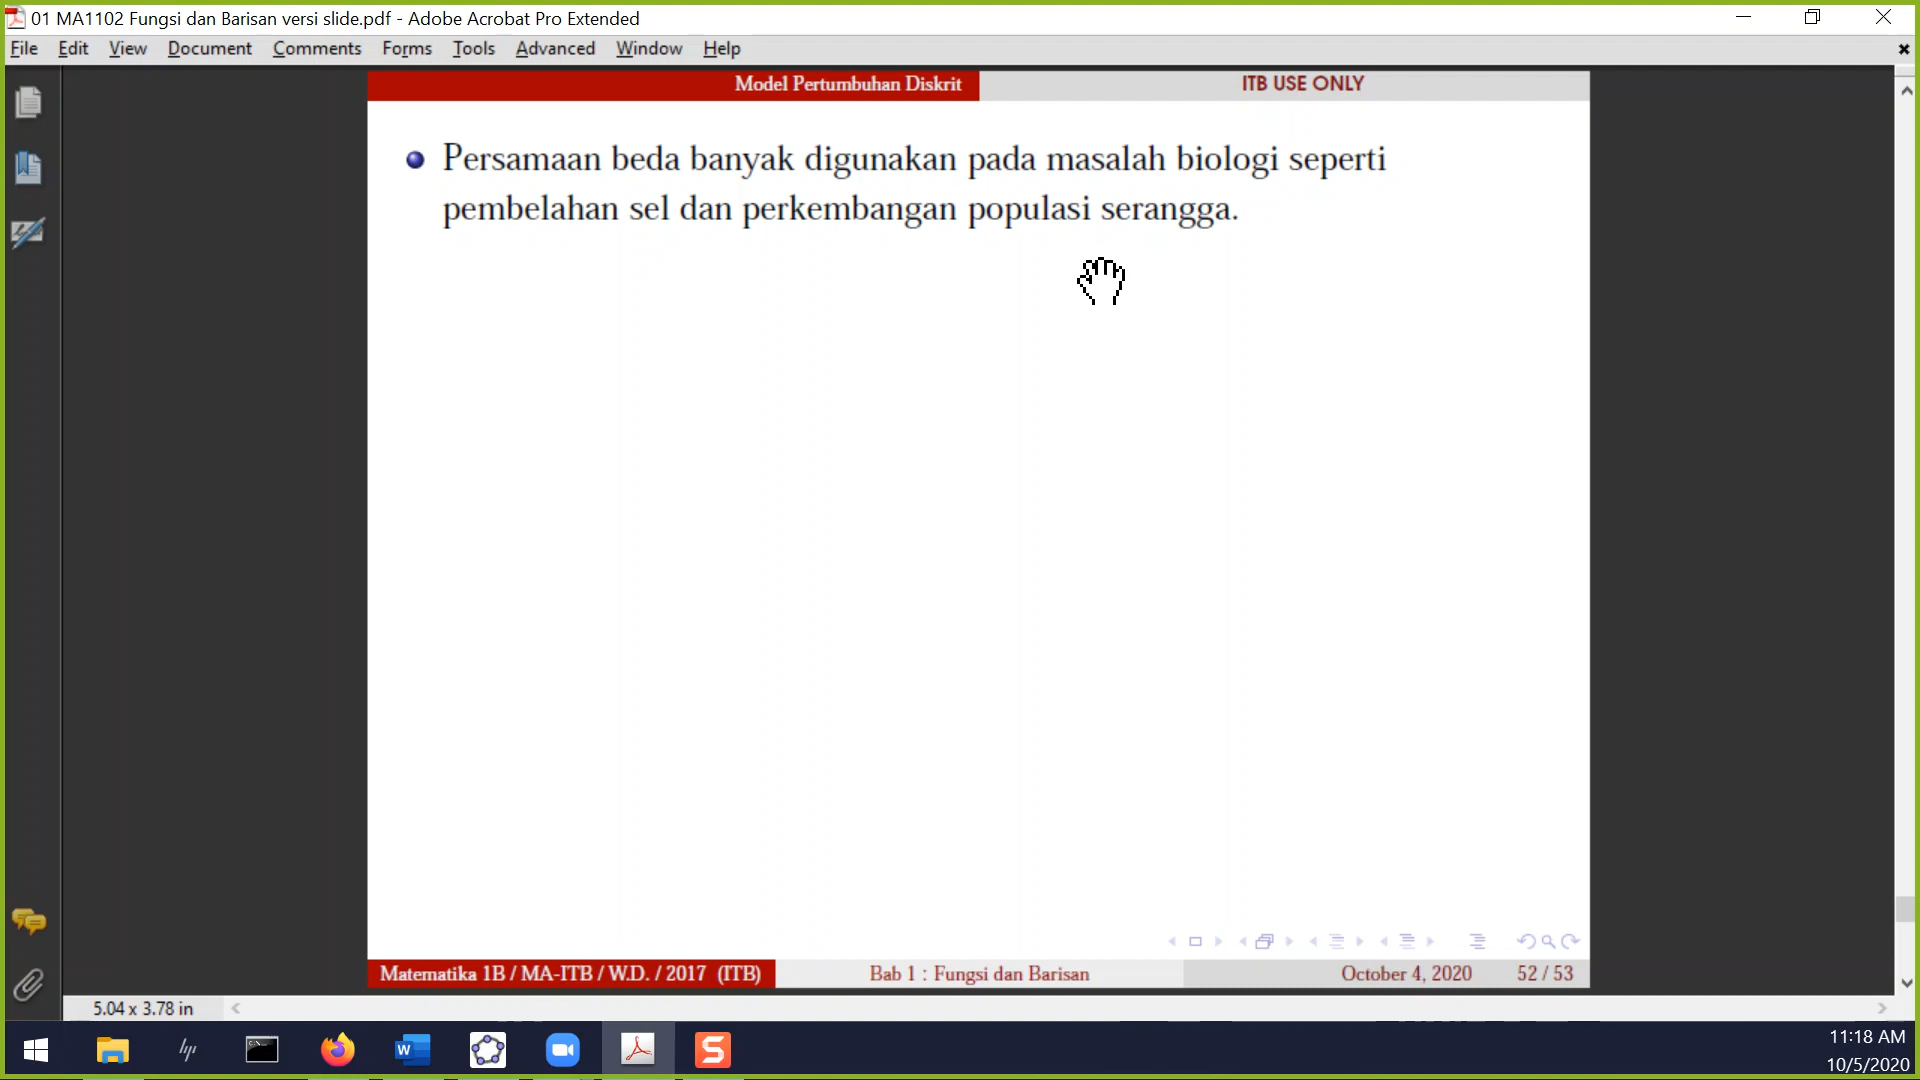 01 MA1102 Fungsi dan Barisan versi slide.pdf - Adobe Acrobat Pro Extended
File Edit View Document Comments Forms Tools Advanced Window Help
Model Pertumbuhan Diskrit
ITB USE ONLY
Persamaan beda banyak digunakan pada masalah biologi seperti
pembelahan sel dan perkembangan populasi serangga.
Matematika 1B / MA-ITB / W.D. / 2017 (ITB)
Bab 1 : Fungsi dan Barisan
October 4, 2020
52 / 53
5.04 x 3.78 in
11:18 AM
10/5/2020